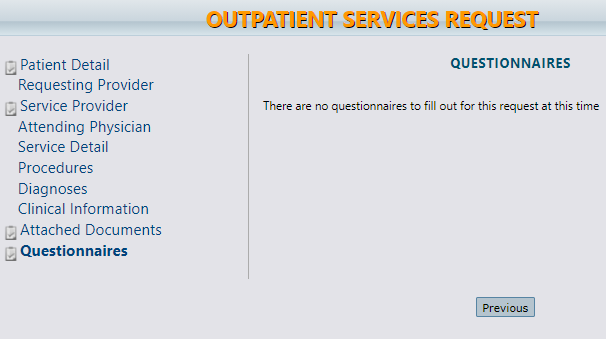 OUTPATIENT SERVICES REQUEST
Patient Detail
Requesting Provider
Service Provider
Attending Physician
Service Detail
Procedures
Diagnoses
Clinical Information
Attached Documents
Questionnaires
QUESTIONNAIRES
There are no questionnaires to fill out for this request at this time
Previous